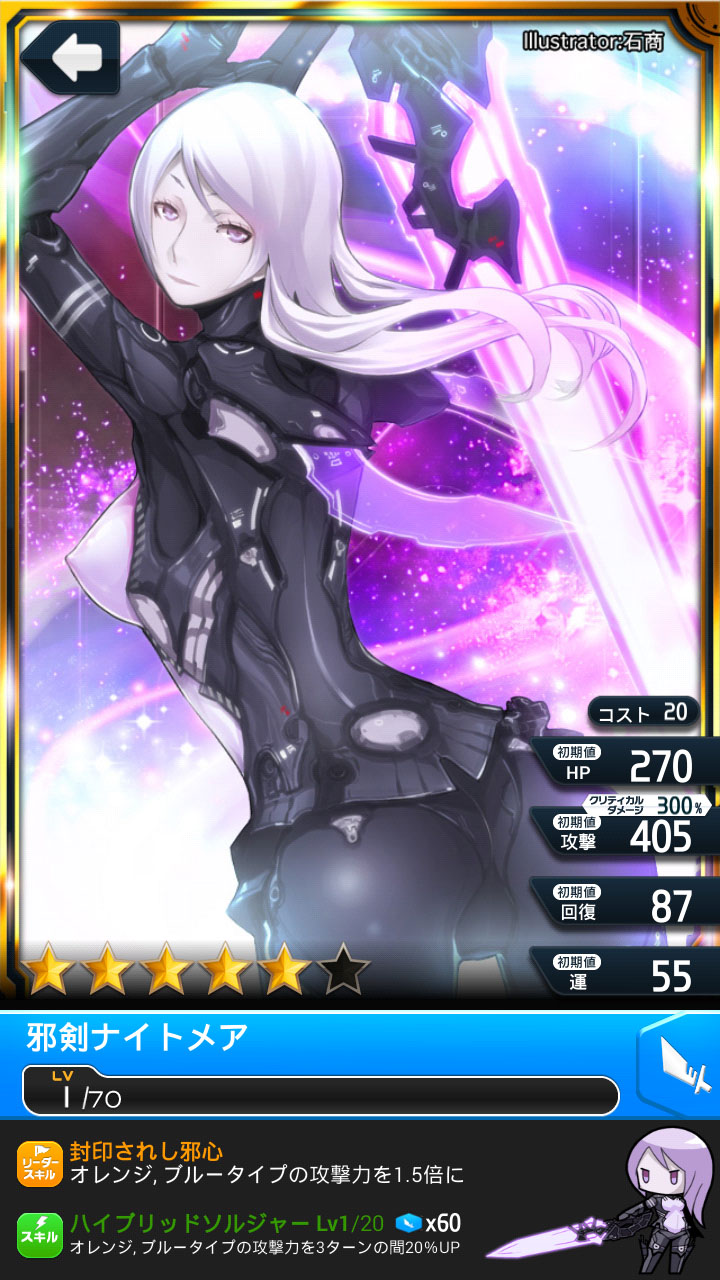 Illustrator:石商
コスト 20
初期値
HP 270
クリティカル
ダメージ 300%
初期値
攻撃 405
初期値
回復 87
初期値
運 55
邪剣ナイトメア
LV
1/70
リーダー
スキル
封印されし邪心
オレンジ, ブルータイプの攻撃力を1.5倍に
スキル
ハイブリッドソルジャー Lv1/20 x60
オレンジ, ブルータイプの攻撃力を3ターンの間20%UP